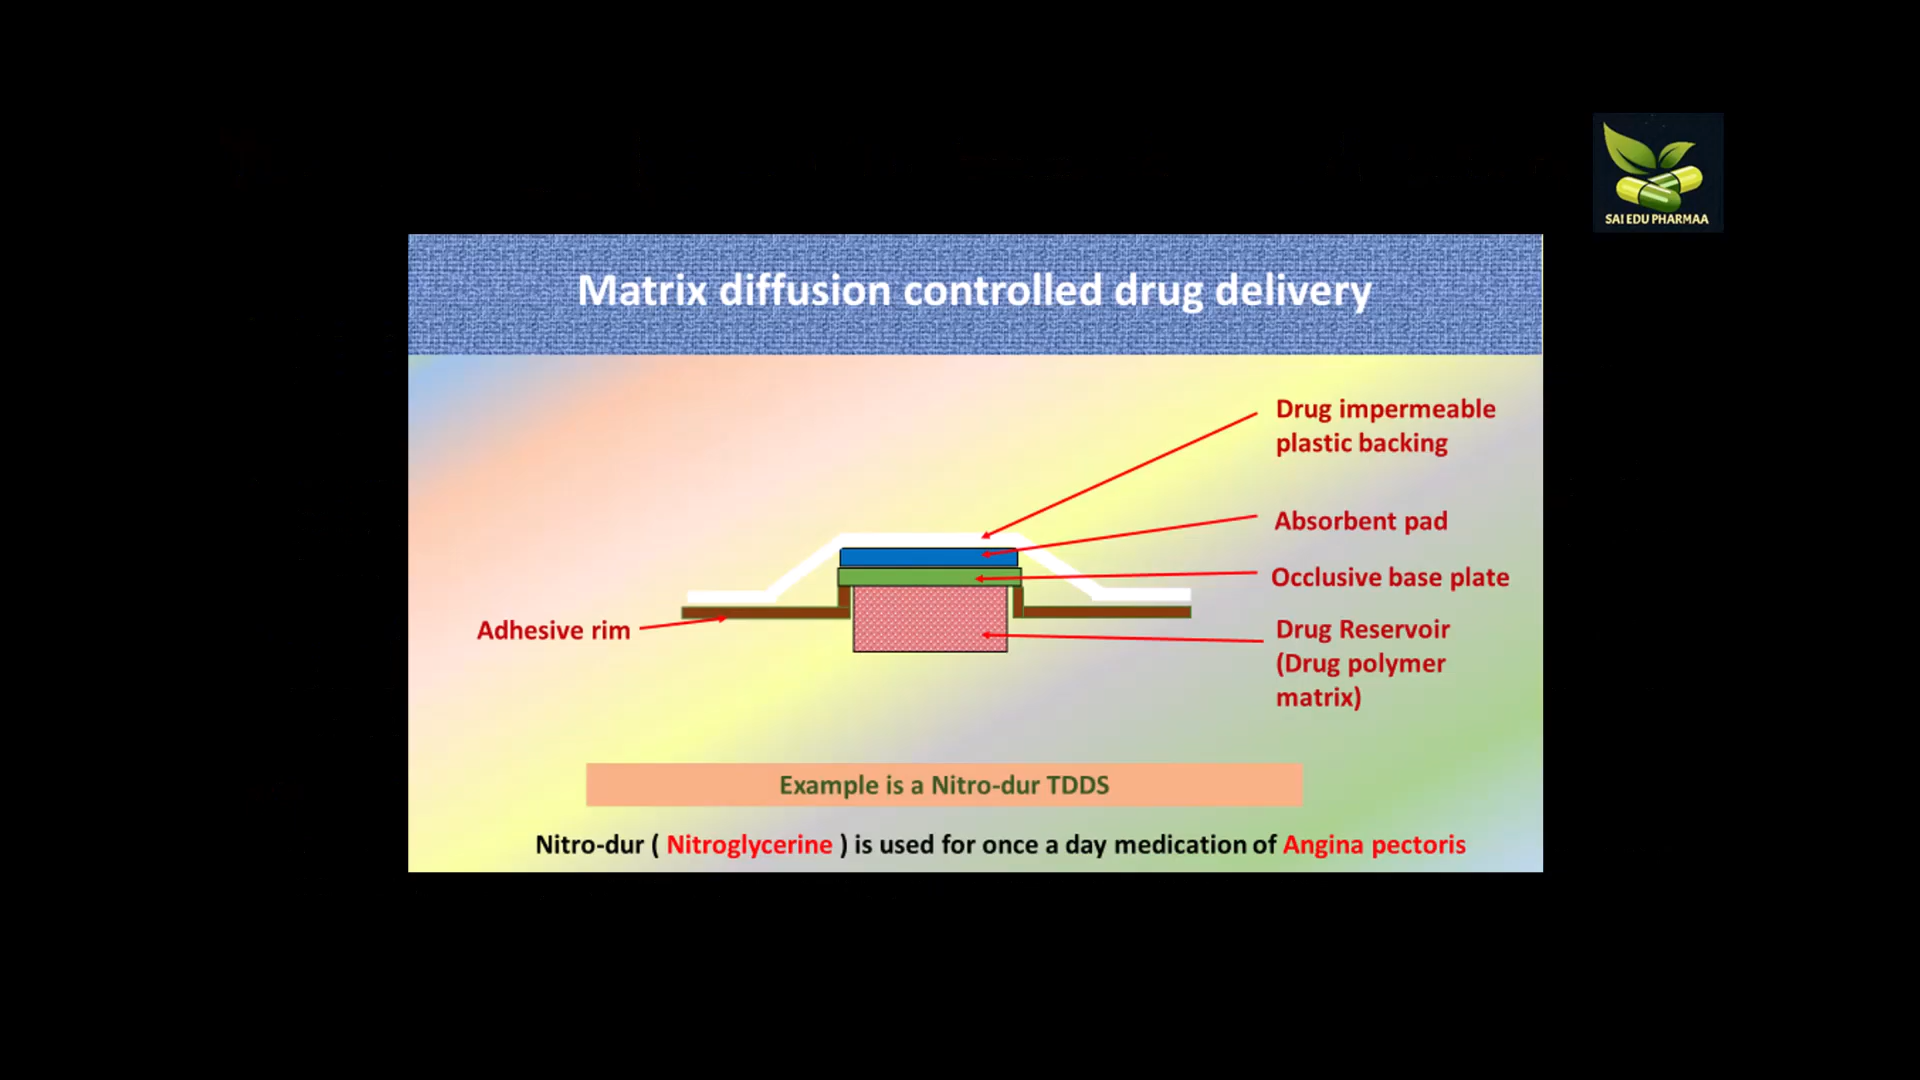 SAI EDU PHARMAA
Matrix diffusion controlled drug delivery
Drug impermeable
plastic backing
Absorbent pad
Occlusive base plate
Adhesive rim
Drug Reservoir
(Drug polymer
matrix)
Example is a Nitro-dur TDDS
Nitro-dur ( Nitroglycerine ) is used for once a day medication of Angina pectoris